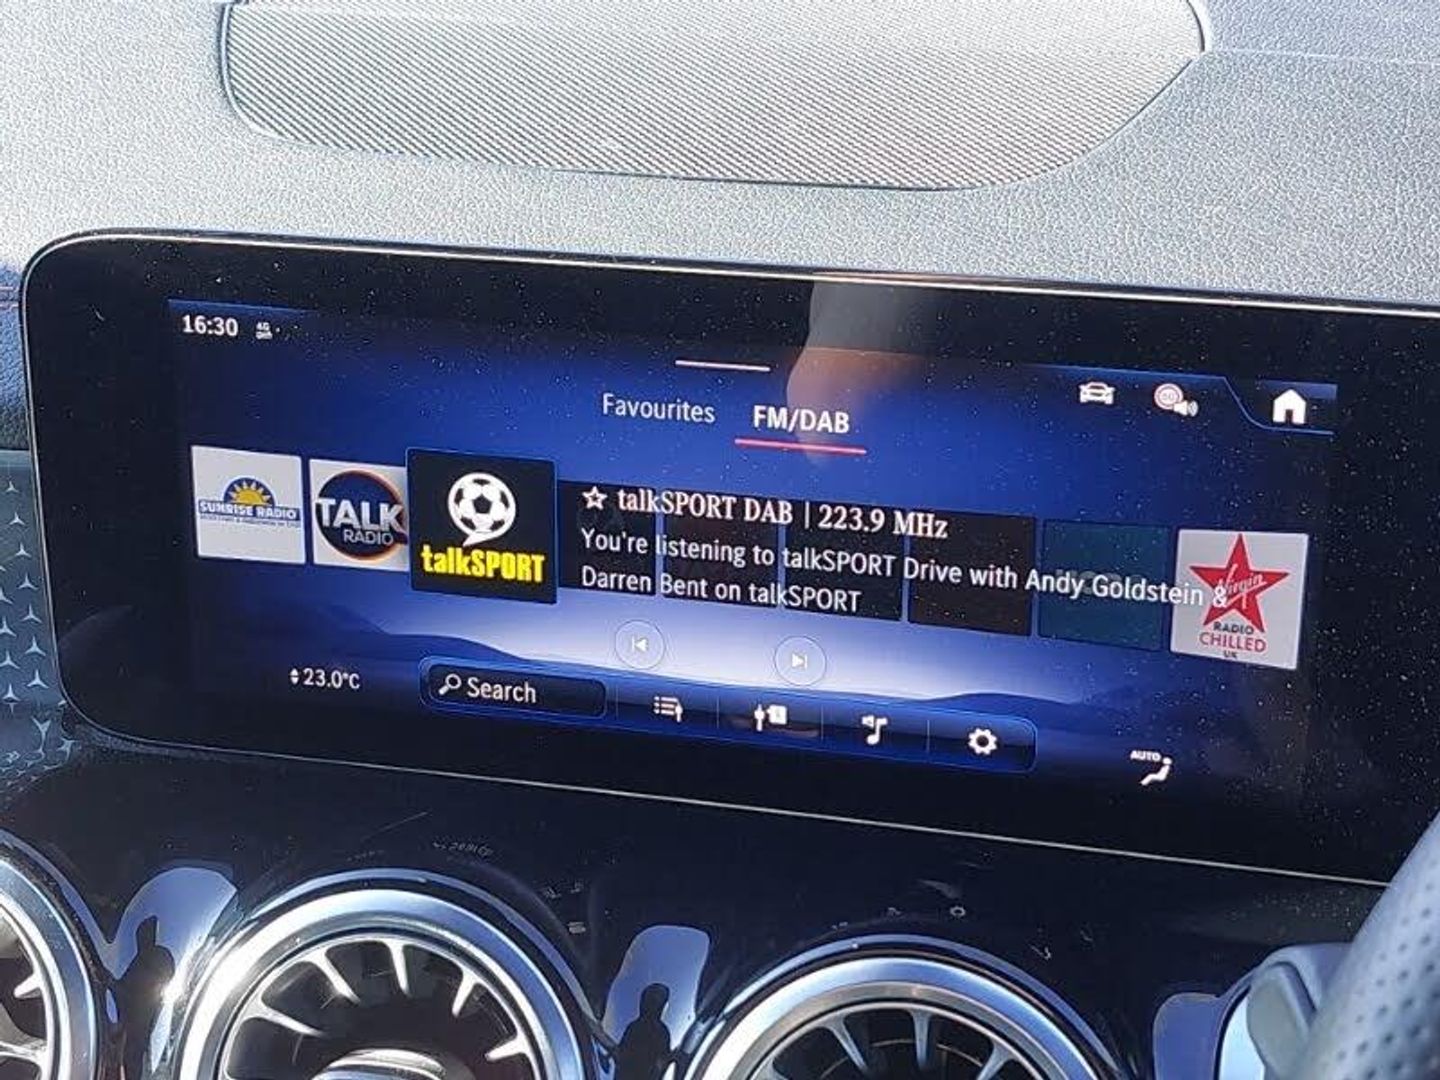 16:30 4G
Favourites FM/DAB
SUNRISE RADIO
TALK
RADIO
talkSPORT
talkSPORT DAB | 223.9 MHz
You're listening to talkSPORT Drive with Andy Goldstein &
Darren Bent on talkSPORT
Virgin
RADIO
CHILLED
UK
23.0°C
Search
AUTO